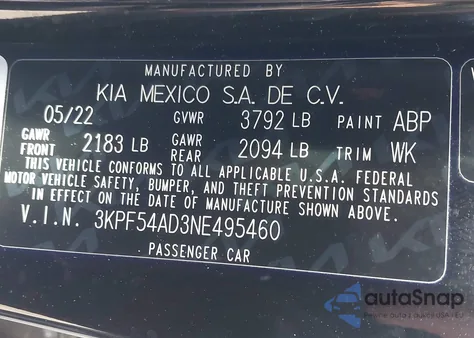 MANUFACTURED BY
KIA MEXICO S.A. DE C.V.
05/22 GVWR 3792 LB PAINT ABP
GAWR FRONT 2183 LB GAWR REAR 2094 LB TRIM WK
THIS VEHICLE CONFORMS TO ALL APPLICABLE U.S.A. FEDERAL
MOTOR VEHICLE SAFETY, BUMPER, AND THEFT PREVENTION STANDARDS
IN EFFECT ON THE DATE OF MANUFACTURE SHOWN ABOVE.
V.I.N. 3KPF54AD3NE495460
PASSENGER CAR
autoSnap